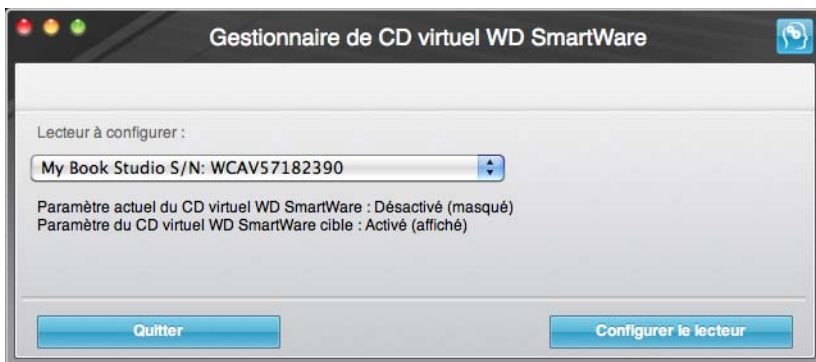 Gestionnaire de CD virtuel WD SmartWare
Lecteur à configurer :
My Book Studio S/N: WCAV57182390
Paramètre actuel du CD virtuel WD SmartWare : Désactivé (masqué)
Paramètre du CD virtuel WD SmartWare cible : Activé (affiché)
Quitter
Configurer le lecteur